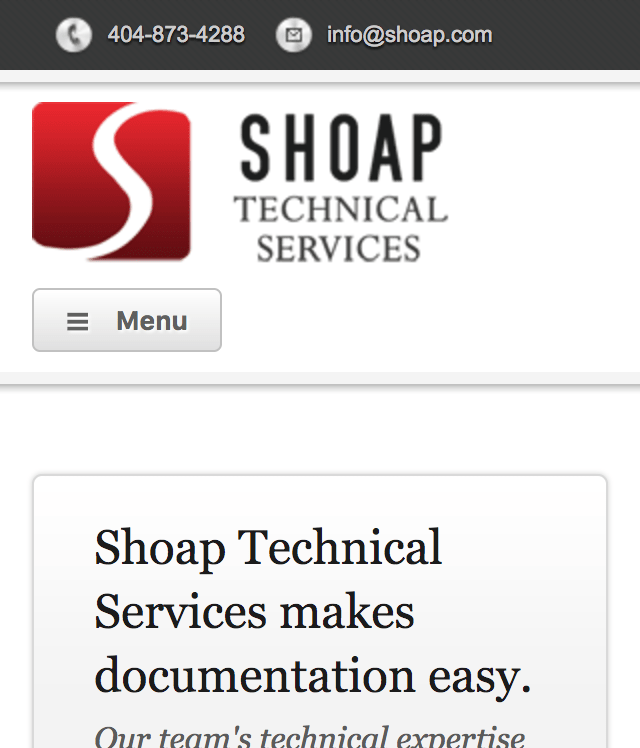 404-873-4288 info@shoap.com
SHOAP
TECHNICAL
SERVICES
Menu
Shoap Technical
Services makes
documentation easy.
Our team's technical expertise